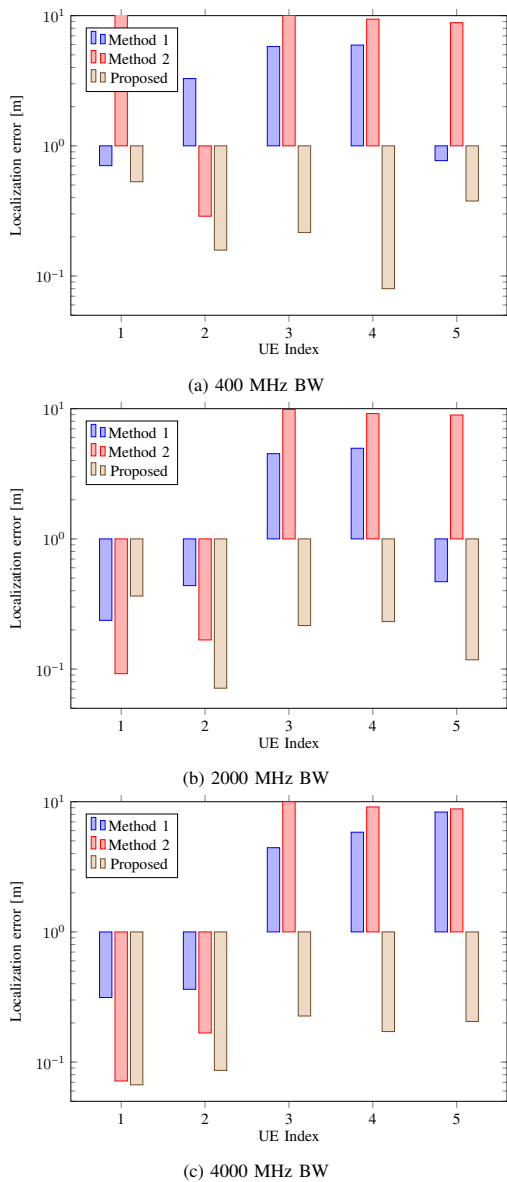 Localization error [m]
10^1
10^0
10^{-1}
Method 1
Method 2
Proposed
1 2 3 4 5
UE Index
(a) 400 MHz BW
Localization error [m]
10^1
10^0
10^{-1}
Method 1
Method 2
Proposed
1 2 3 4 5
UE Index
(b) 2000 MHz BW
Localization error [m]
10^1
10^0
10^{-1}
Method 1
Method 2
Proposed
1 2 3 4 5
UE Index
(c) 4000 MHz BW